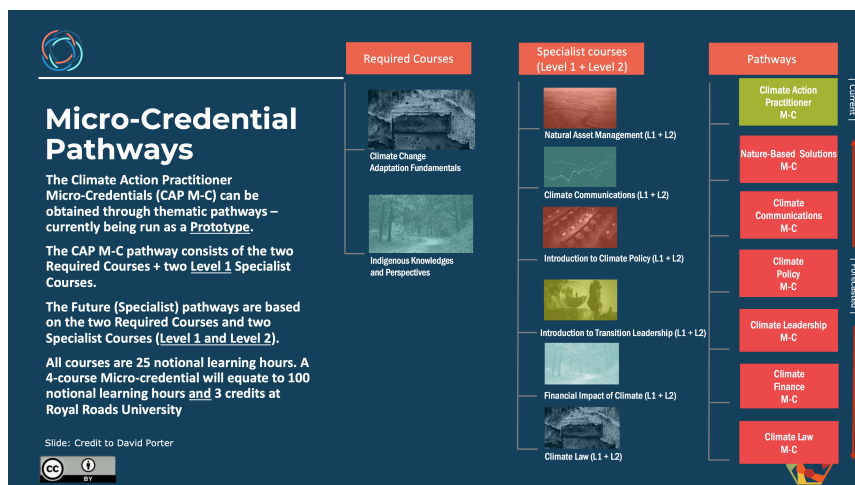 Micro-Credential
Pathways
The Climate Action Practitioner
Micro-Credentials (CAP M-C) can be
obtained through thematic pathways –
currently being run as a Prototype.
The CAP M-C pathway consists of the two
Required Courses + two Level 1 Specialist
Courses.
The Future (Specialist) pathways are based
on the two Required Courses and two
Specialist Courses (Level 1 and Level 2).
All courses are 25 notional learning hours. A
4-course Micro-credential will equate to 100
notional learning hours and 3 credits at
Royal Roads University
Slide: Credit to David Porter
cc
BY
Required Courses
Climate Change
Adaptation Fundamentals
Indigenous Knowledges
and Perspectives
Specialist courses
(Level 1 + Level 2)
Natural Asset Management (L1 + L2)
Climate Communications (L1 + L2)
Introduction to Climate Policy (L1 + L2)
Introduction to Transition Leadership (L1 + L2)
Financial Impact of Climate (L1 + L2)
Climate Law (L1 + L2)
Pathways
Climate Action
Practitioner
M-C
Nature-Based Solutions
M-C
Climate
Communications
M-C
Climate
Policy
M-C
Climate Leadership
M-C
Climate
Finance
M-C
Climate Law
M-C
| Current |
| Forecasted |